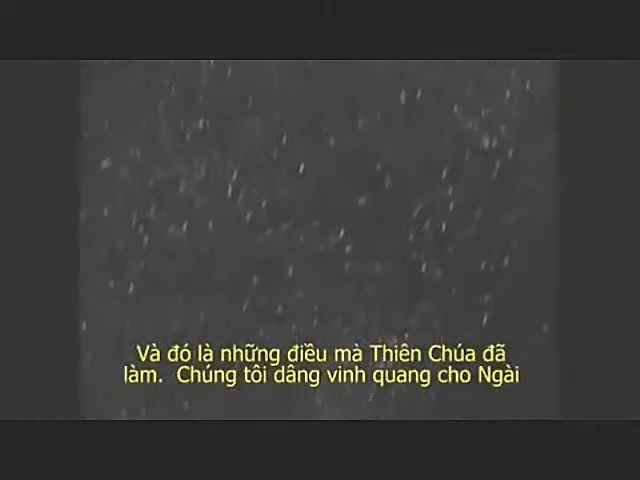 Và đó là những điều mà Thiên Chúa đã
làm. Chúng tôi dâng vinh quang cho Ngài